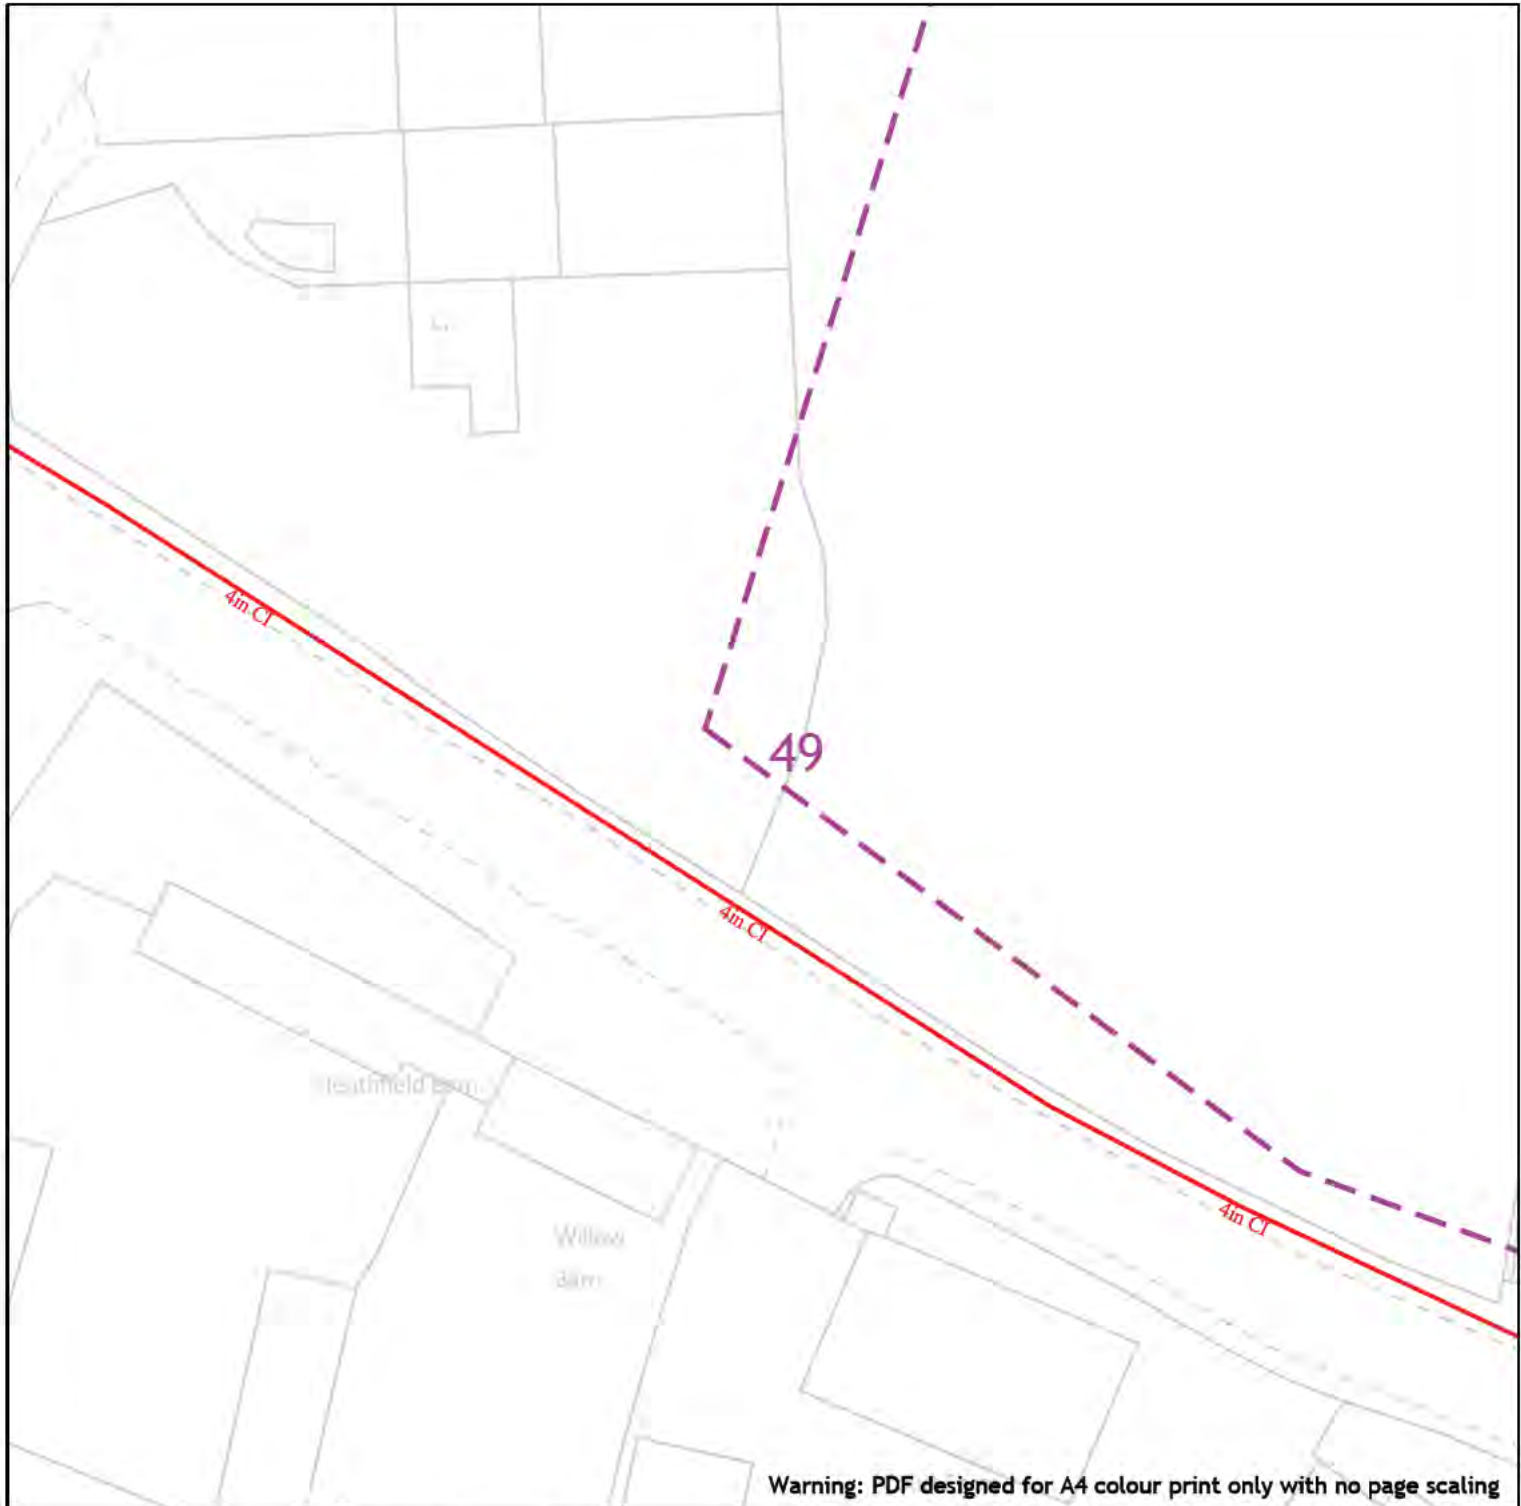 4in CI
49
4in CI
Willow
4in CI
Warning: PDF designed for A4 colour print only with no page scaling